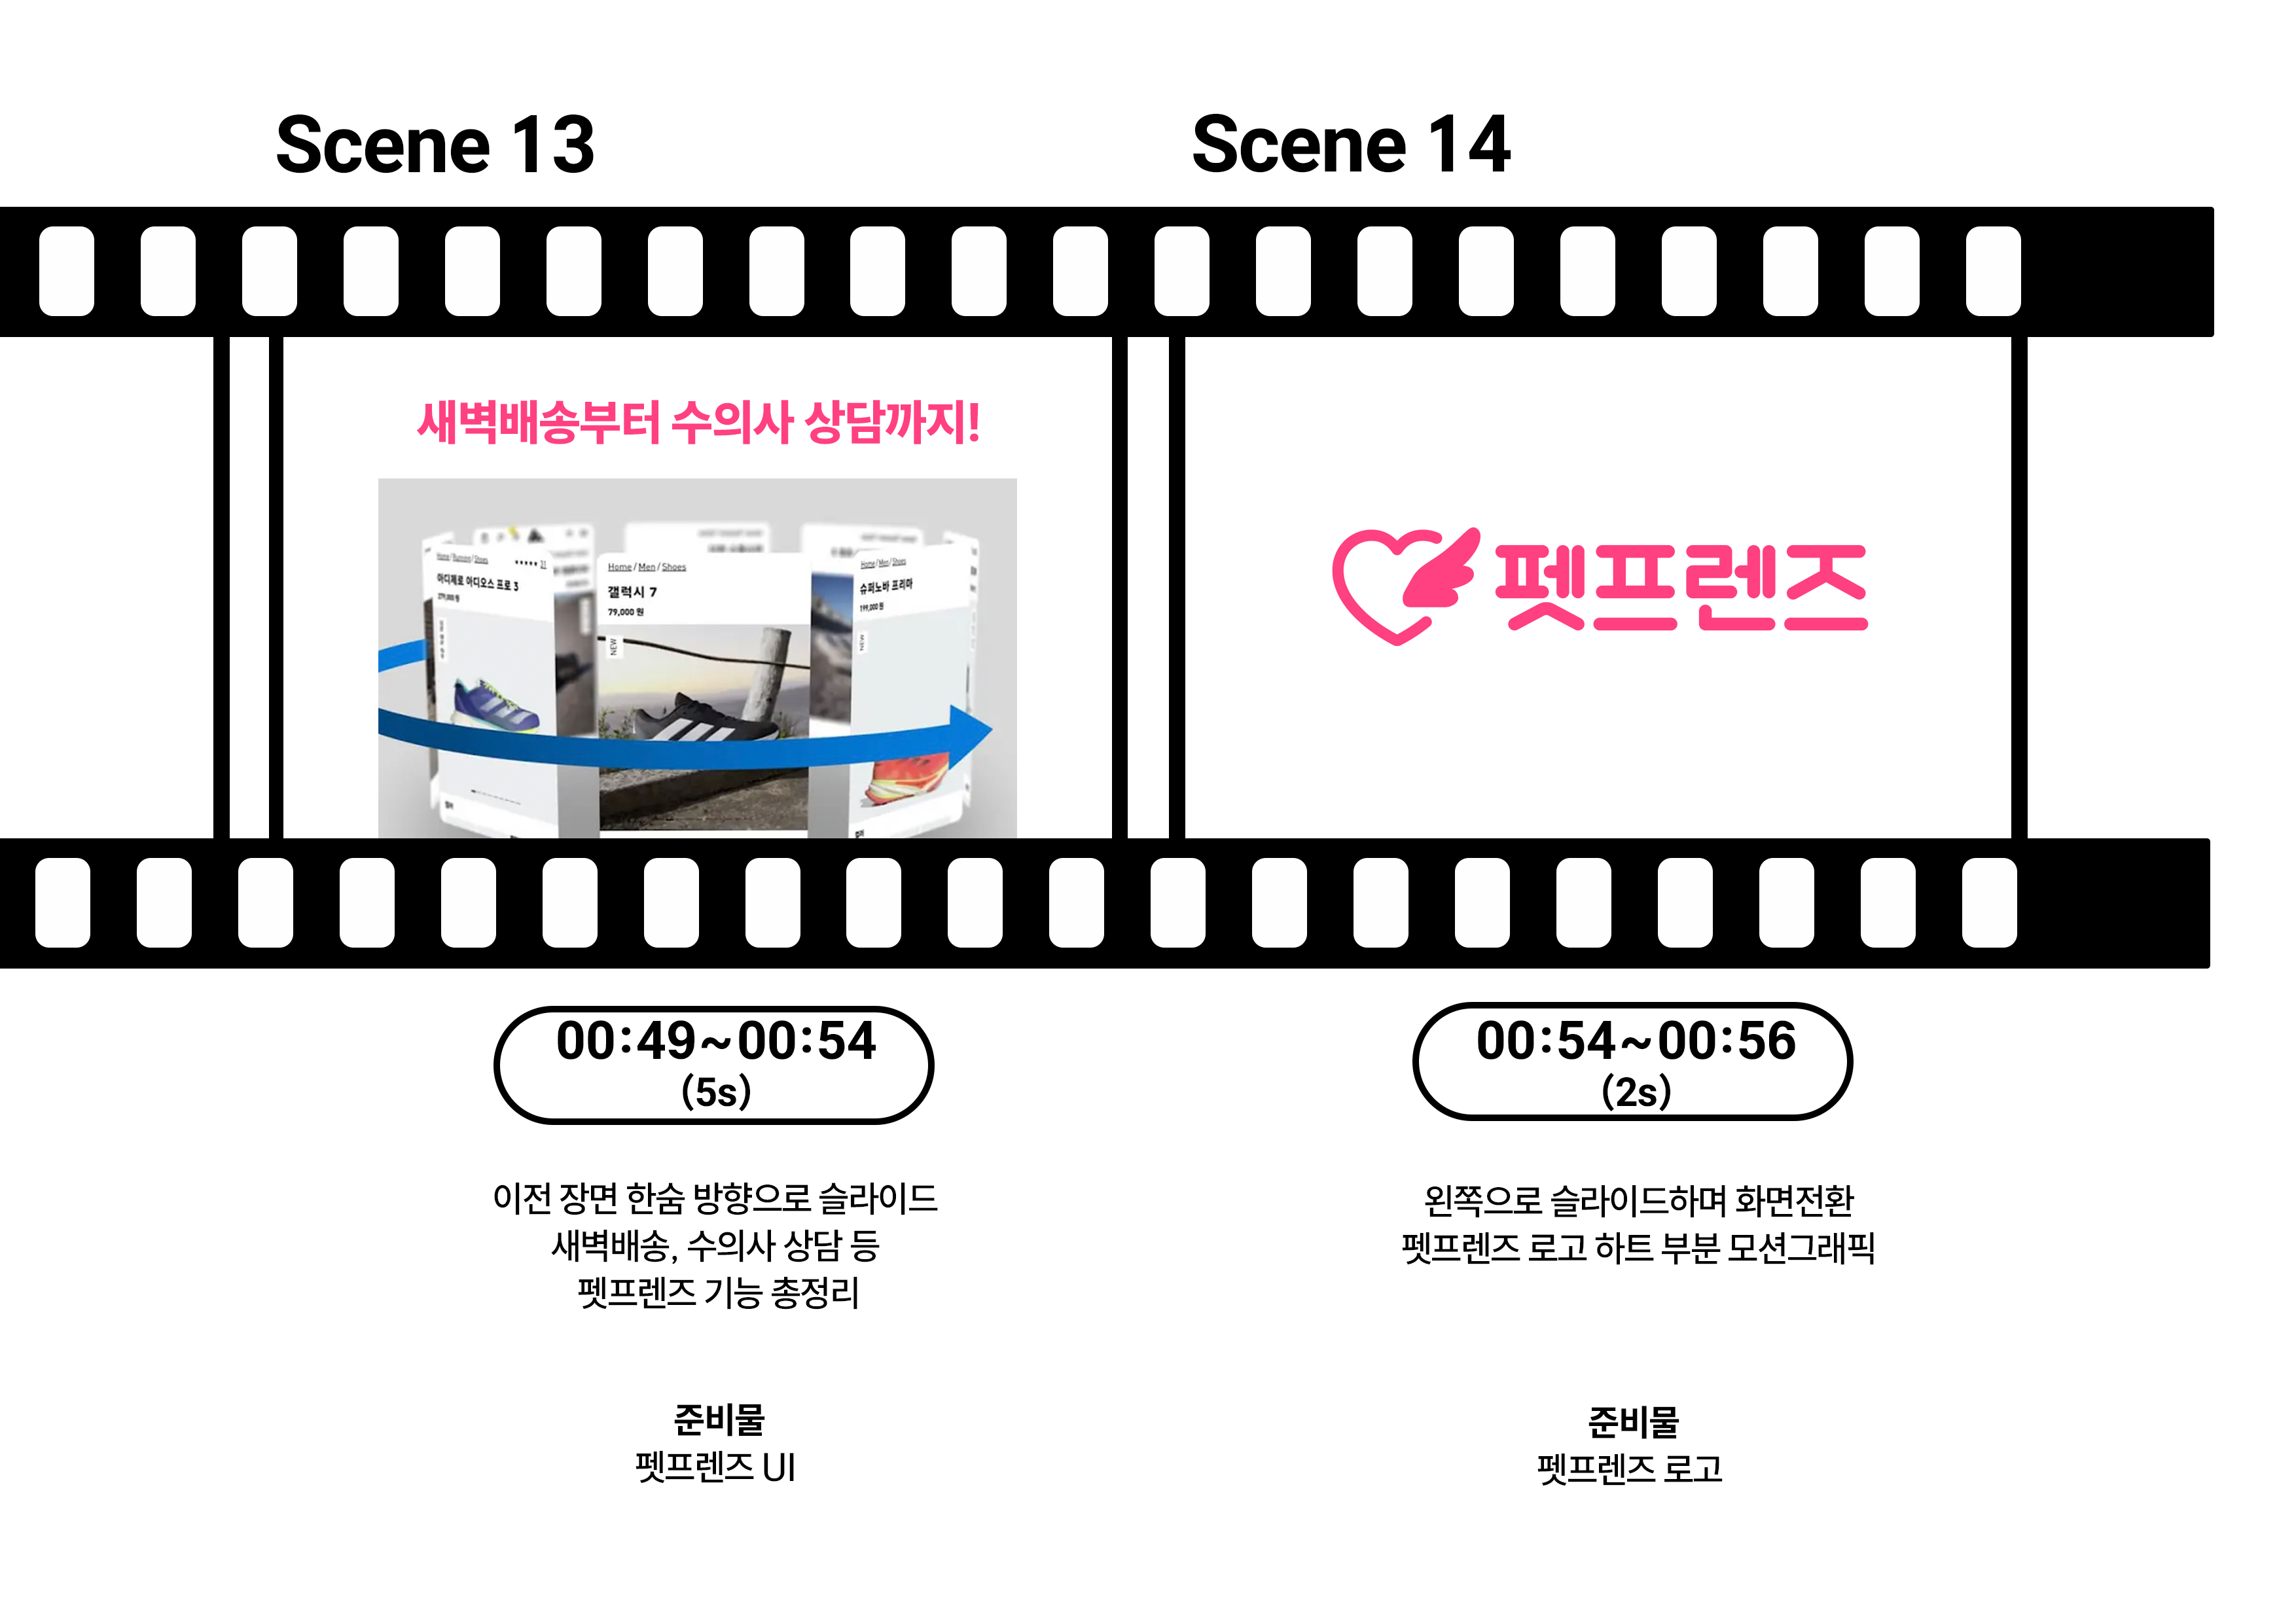 Scene 13
Scene 14
새벽배송부터 수의사 상담까지!
Home / Running / Shoes
아디제로 아디오스 프로 3
279,000 원
Home / Men / Shoes
갤럭시 7
79,000 원
NEW
Home / Men / Shoes
슈퍼노바 프리마
199,000 원
NEW
컬러
컬러
펫프렌즈
00:49~00:54
(5s)
00:54~00:56
(2s)
이전 장면 한숨 방향으로 슬라이드
새벽배송, 수의사 상담 등
펫프렌즈 기능 총정리
왼쪽으로 슬라이드하며 화면전환
펫프렌즈 로고 하트 부분 모션그래픽
준비물
펫프렌즈 UI
준비물
펫프렌즈 로고